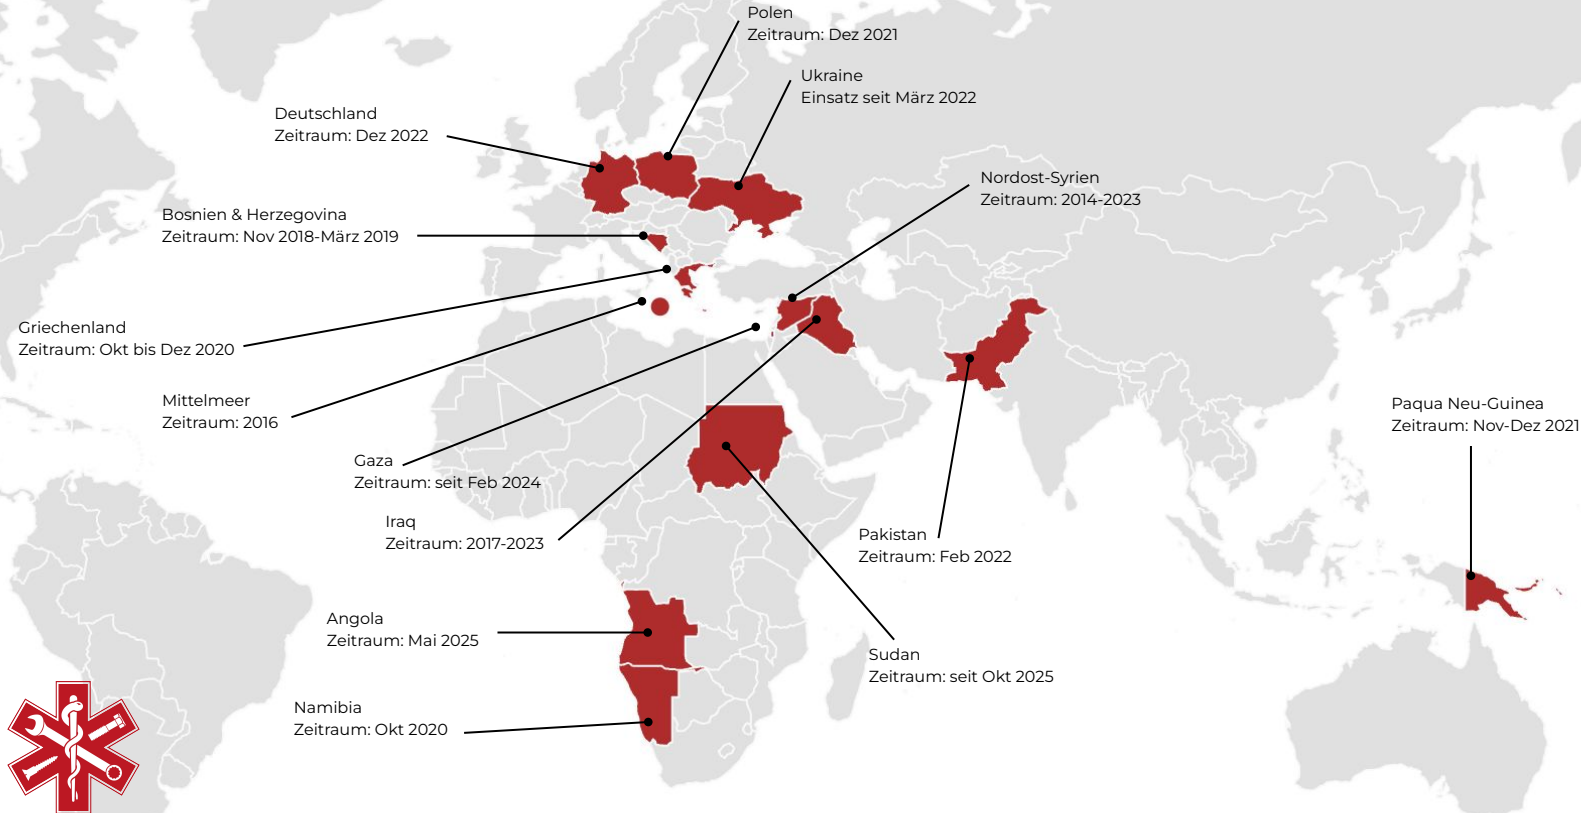 Polen
Zeitraum: Dez 2021
Ukraine
Einsatz seit März 2022
Deutschland
Zeitraum: Dez 2022
Nordost-Syrien
Zeitraum: 2014-2023
Bosnien & Herzegovina
Zeitraum: Nov 2018-März 2019
Griechenland
Zeitraum: Okt bis Dez 2020
Mittelmeer
Zeitraum: 2016
Paqua Neu-Guinea
Zeitraum: Nov-Dez 2021
Gaza
Zeitraum: seit Feb 2024
Iraq
Zeitraum: 2017-2023
Pakistan
Zeitraum: Feb 2022
Angola
Zeitraum: Mai 2025
Sudan
Zeitraum: seit Okt 2025
Namibia
Zeitraum: Okt 2020